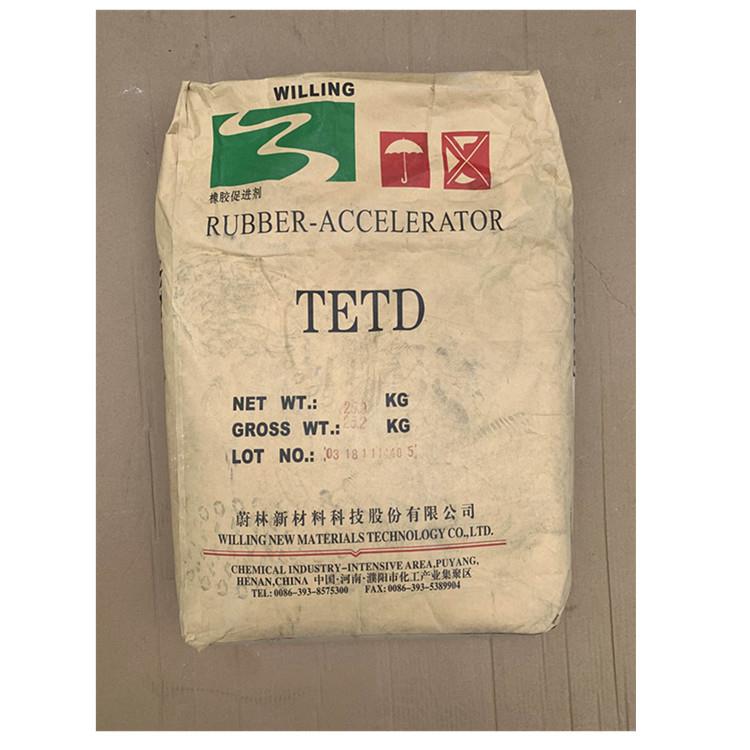 WILLING
橡胶促进剂
RUBBER-ACCELERATOR
TETD
NET WT.: KG
GROSS WT.: 25.2 KG
LOT NO.:
蔚林新材料科技股份有限公司
WILLING NEW MATERIALS TECHNOLOGY CO.,LTD.
CHEMICAL INDUSTRY-INTENSIVE AREA,PUYANG,
HENAN,CHINA 中国·河南·濮阳市化工产业集聚区
TEL: 0086-393-8575300 FAX: 0086-393-5389904